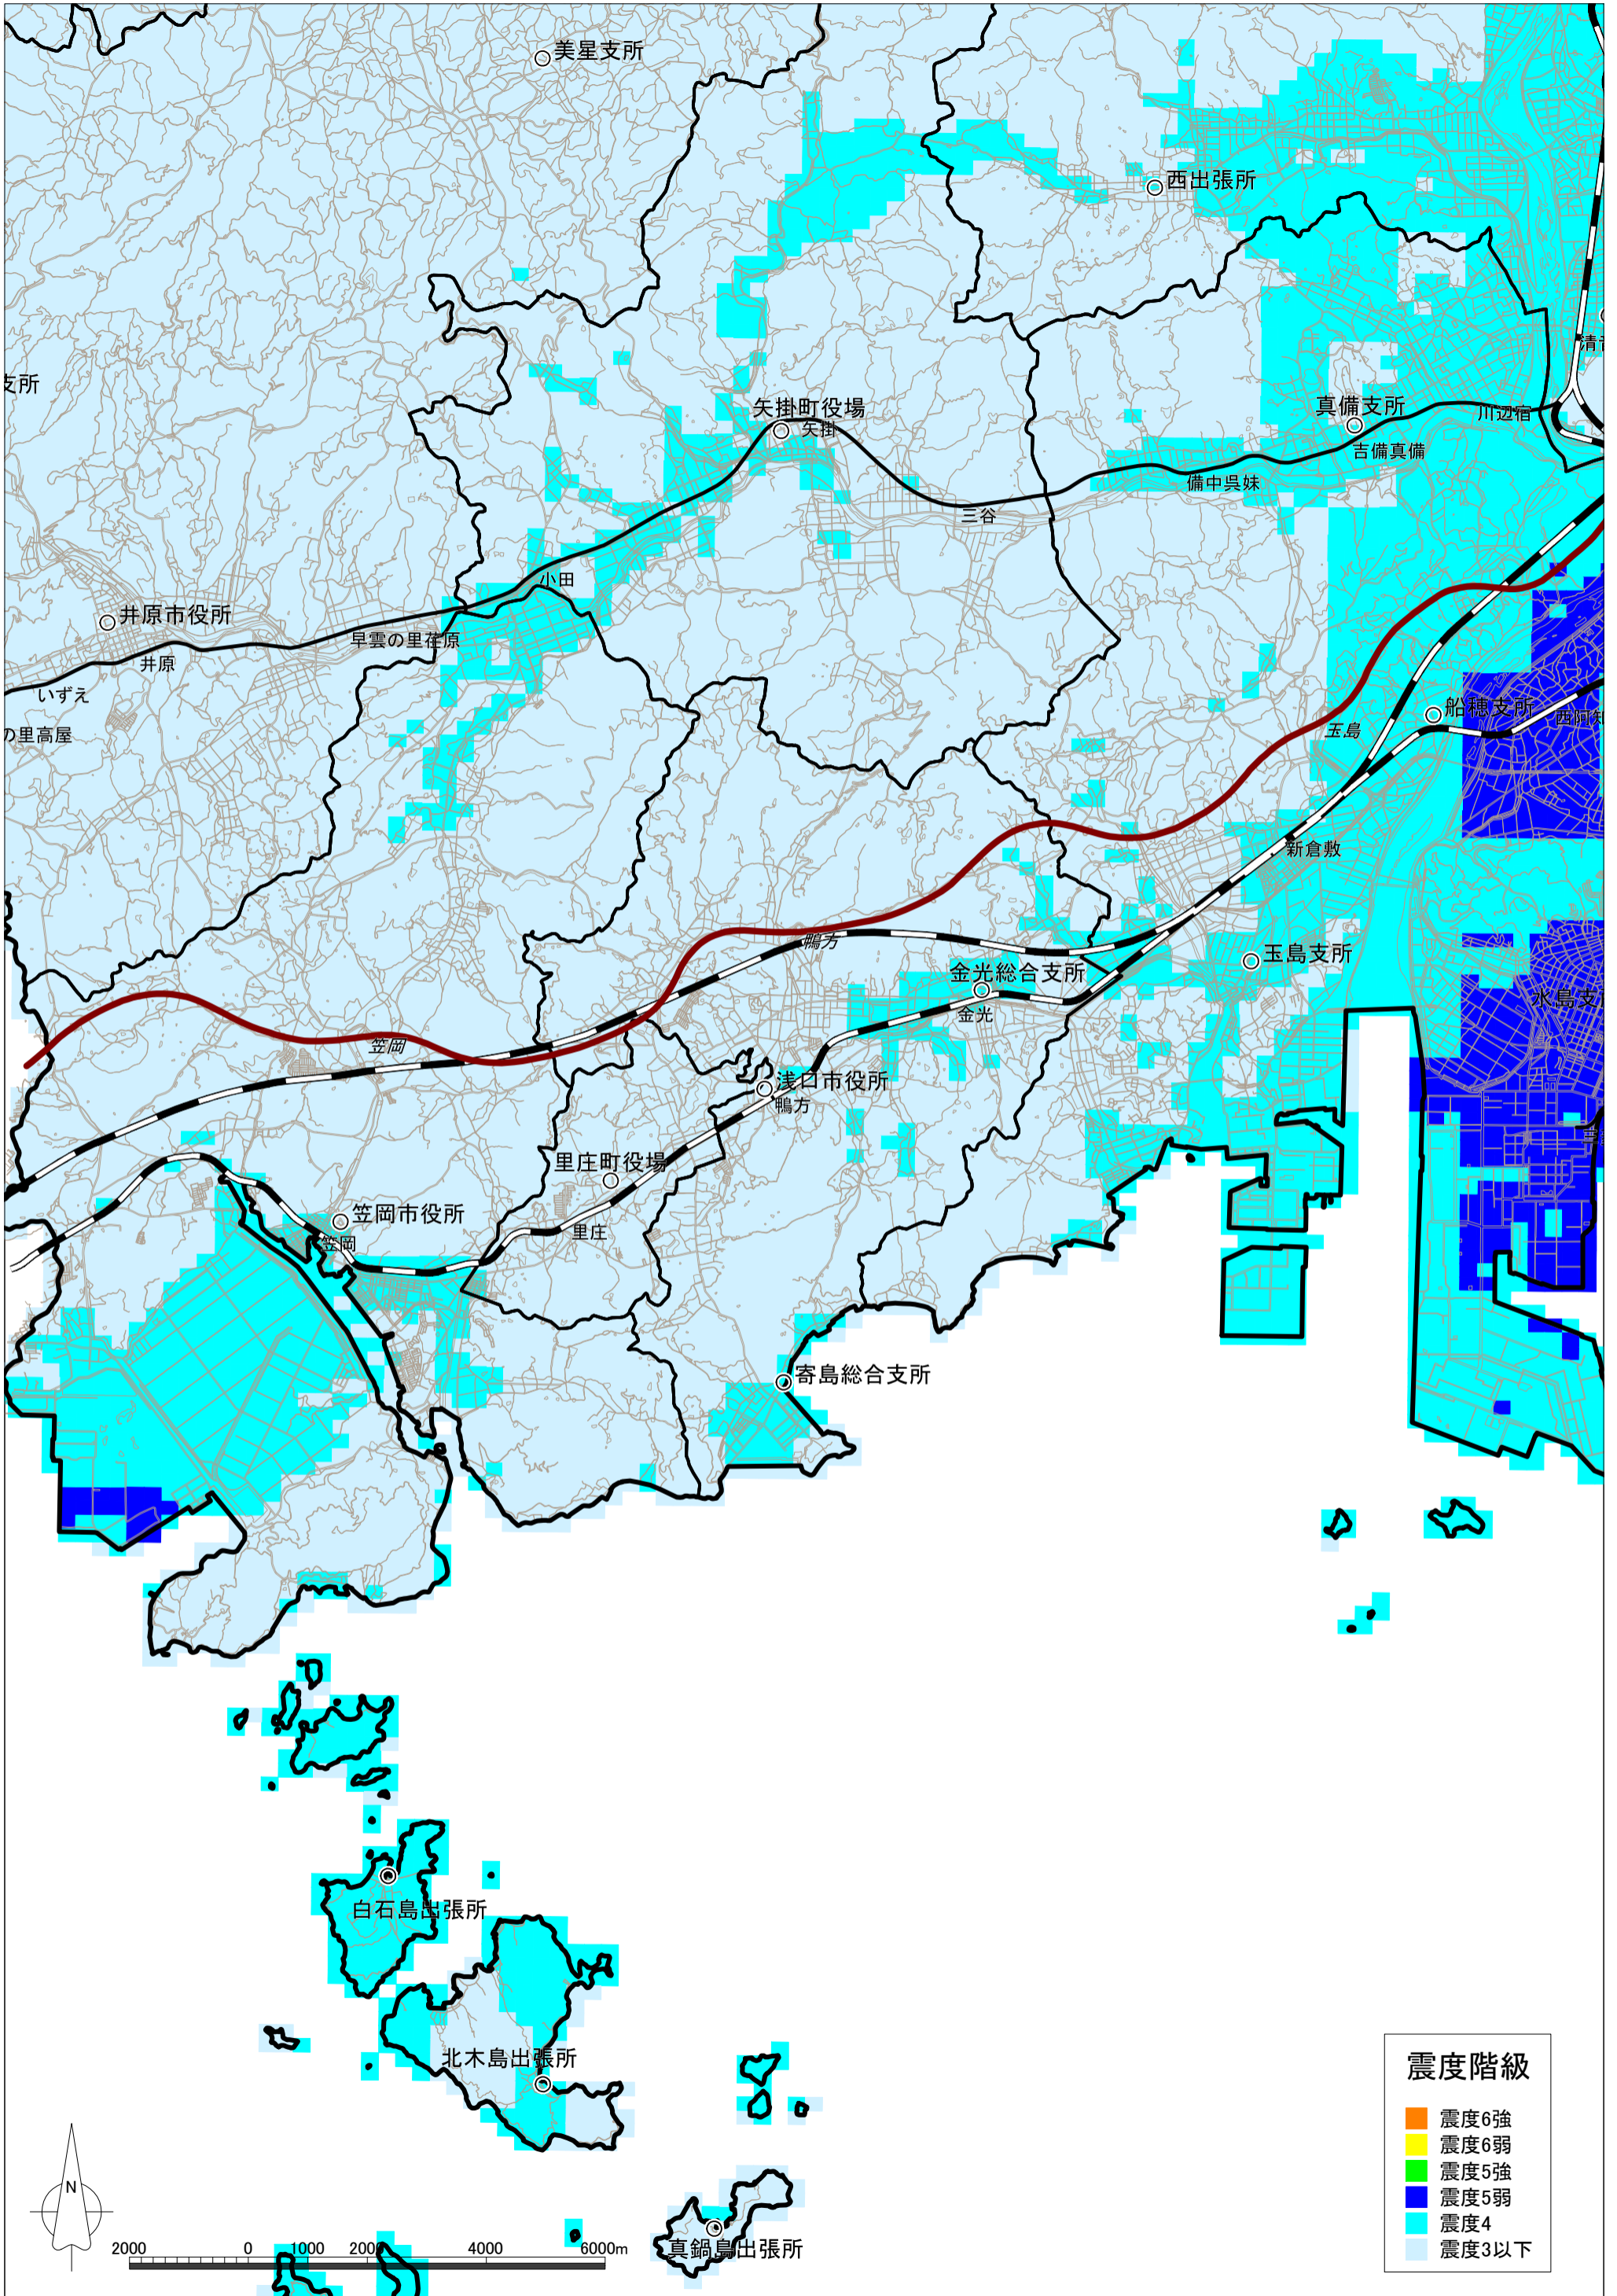 美星支所
西出張所
清音
支所
矢掛町役場
矢掛
真備支所
川辺宿
吉備真備
備中呉妹
三谷
小田
井原市役所
早雲の里荏原
井原
いずえ
の里高屋
船穂支所
西阿知
玉島
新倉敷
鴨方
玉島支所
金光総合支所
金光
水島支所
笠岡
浅口市役所
鴨方
里庄町役場
笠岡市役所
笠岡
里庄
寄島総合支所
白石島出張所
北木島出張所
真鍋島出張所
N
2000 0 1000 2000 4000 6000m
震度階級
震度6強
震度6弱
震度5強
震度5弱
震度4
震度3以下